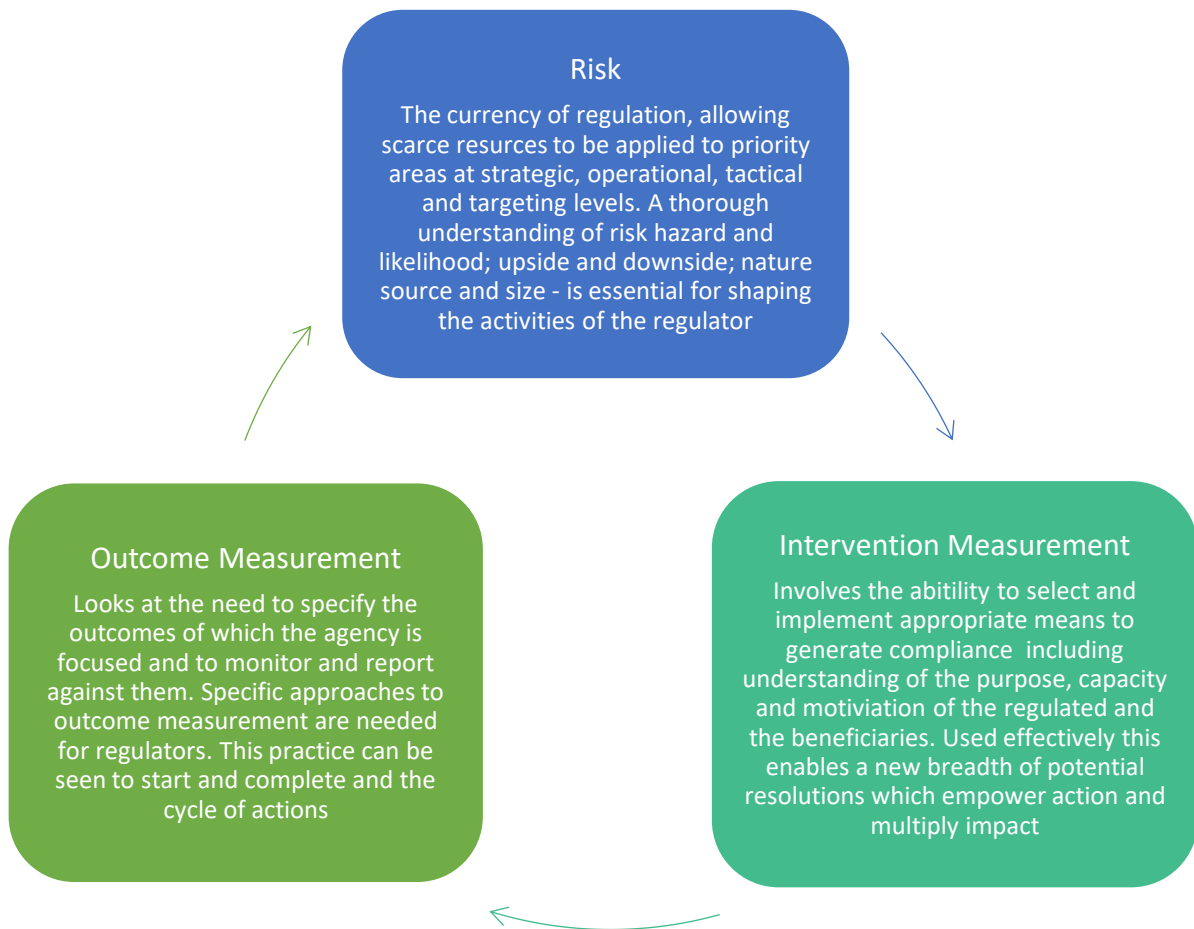 Risk
The currency of regulation, allowing
scarce resurces to be applied to priority
areas at strategic, operational, tactical
and targeting levels. A thorough
understanding of risk hazard and
likelihood; upside and downside; nature
source and size - is essential for shaping
the activities of the regulator
Outcome Measurement
Looks at the need to specify the
outcomes of which the agency is
focused and to monitor and report
against them. Specific approaches to
outcome measurement are needed
for regulators. This practice can be
seen to start and complete and the
cycle of actions
Intervention Measurement
Involves the abitility to select and
implement appropriate means to
generate compliance  including
understanding of the purpose, capacity
and motiviation of the regulated and
the beneficiaries. Used effectively this
enables a new breadth of potential
resolutions which empower action and
multiply impact